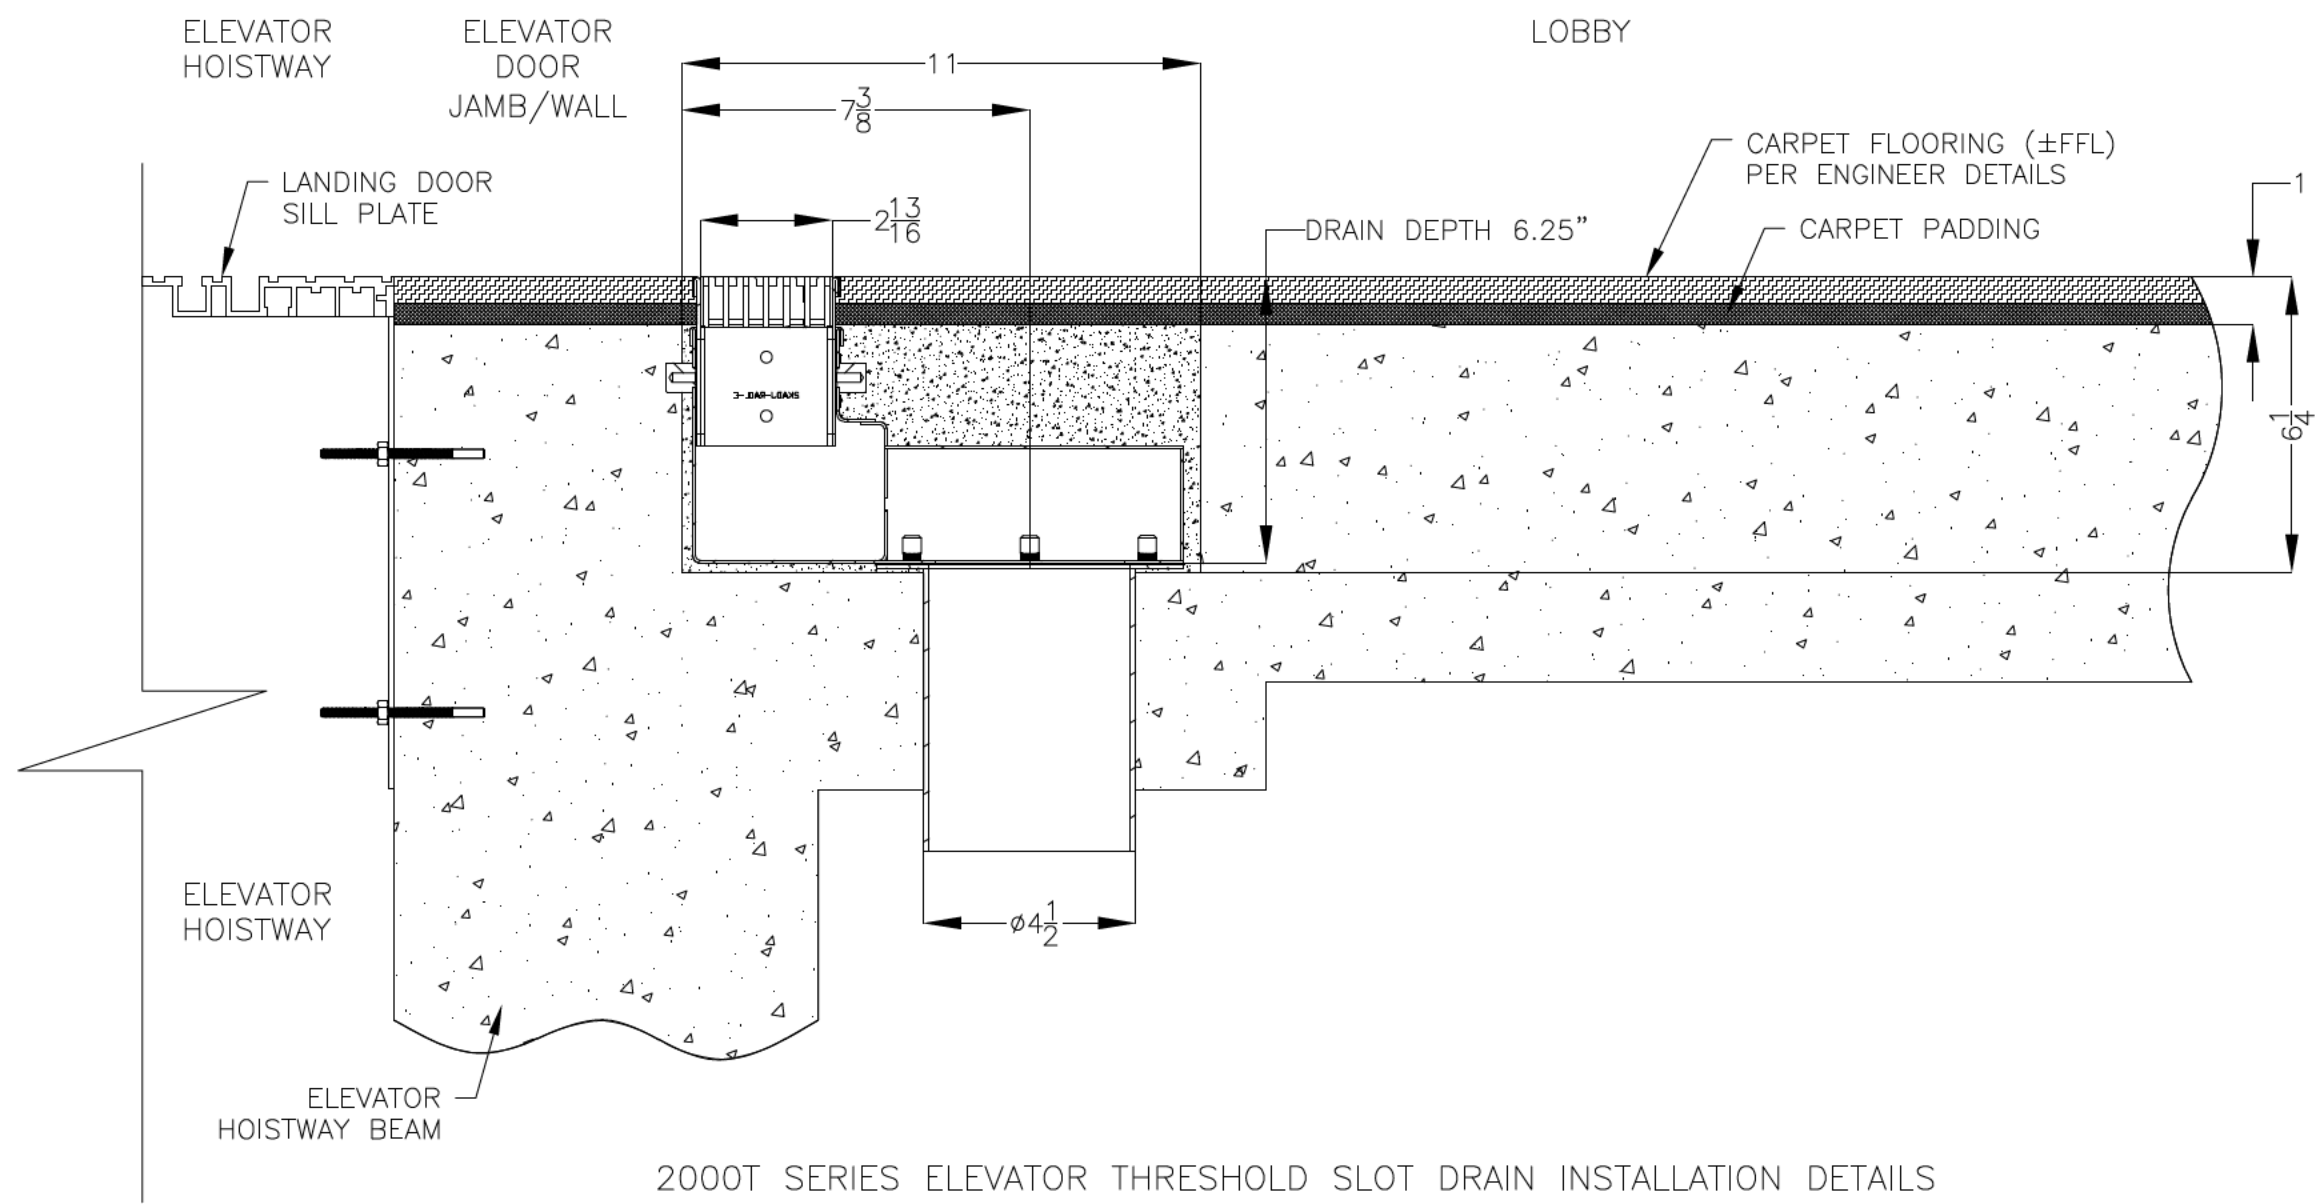 ELEVATOR
HOISTWAY
ELEVATOR
DOOR
JAMB/WALL
LOBBY
11
7 3/8
CARPET FLOORING (±FFL)
PER ENGINEER DETAILS
1
LANDING DOOR
SILL PLATE
2 13/16
DRAIN DEPTH 6.25”
CARPET PADDING
6 1/4
ELEVATOR
HOISTWAY
ø4 1/2
ELEVATOR
HOISTWAY BEAM
2000T SERIES ELEVATOR THRESHOLD SLOT DRAIN INSTALLATION DETAILS